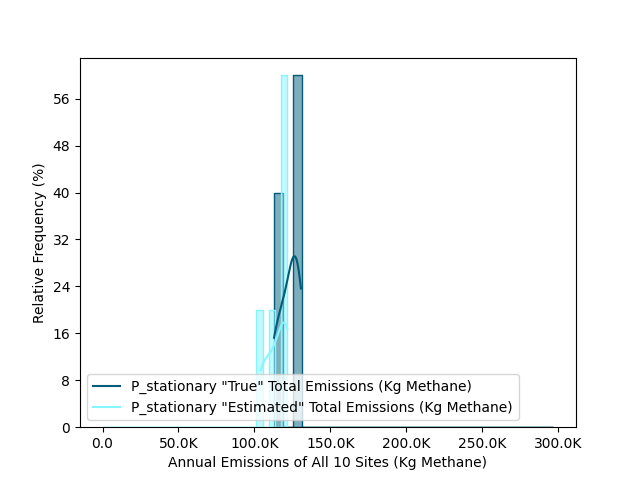 56
48
40
32
24
16
8
0
Relative Frequency (%)
P_stationary "True" Total Emissions (Kg Methane)
P_stationary "Estimated" Total Emissions (Kg Methane)
0.0 50.0K 100.0K 150.0K 200.0K 250.0K 300.0K
Annual Emissions of All 10 Sites (Kg Methane)